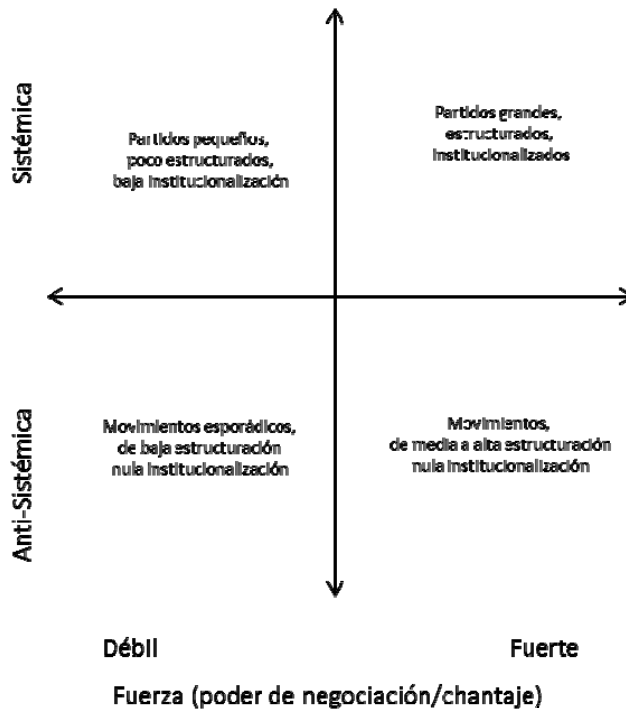 Sistémica
Partidos pequeños,
poco estructurados,
baja institucionalización
Partidos grandes,
estructurados,
institucionalizados
Anti-Sistémica
Movimientos esporádicos,
de baja estructuración
nula institucionalización
Movimientos,
de media a alta estructuración
nula institucionalización
Débil
Fuerte
Fuerza (poder de negociación/chantaje)